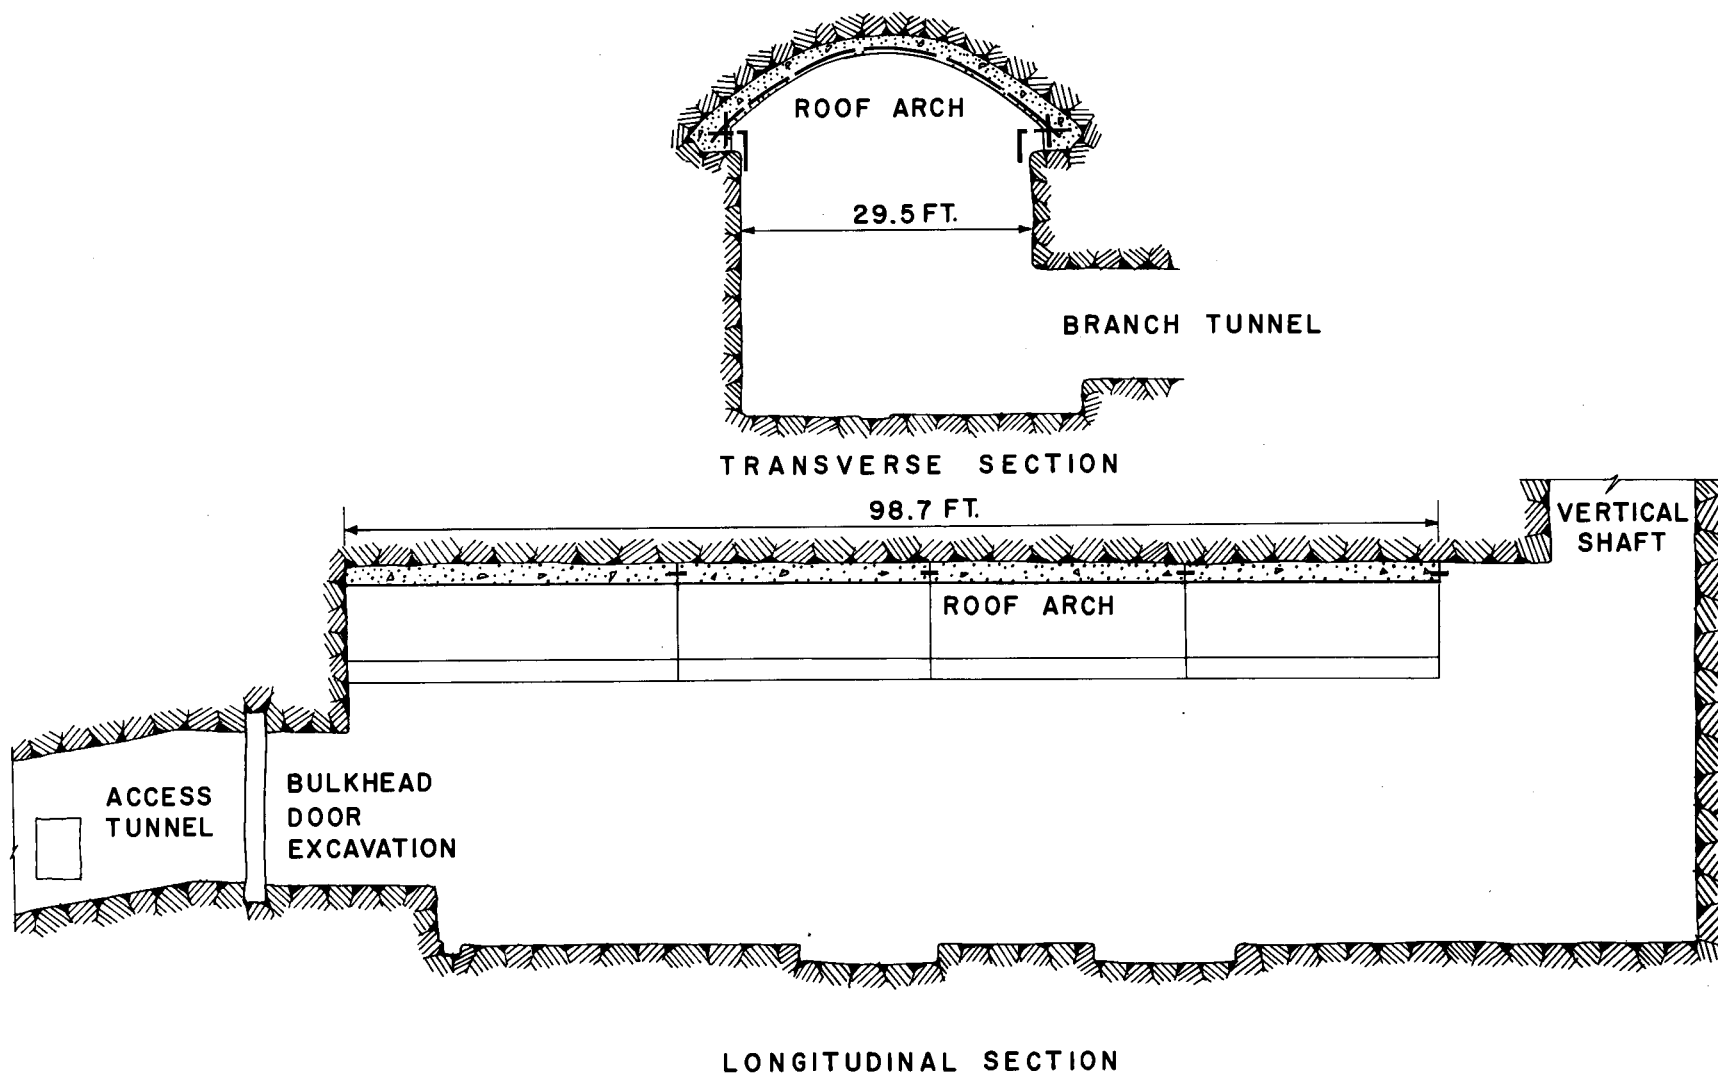 ROOF ARCH
29.5 FT.
BRANCH TUNNEL
TRANSVERSE SECTION
98.7 FT.
VERTICAL
SHAFT
ROOF ARCH
ACCESS
TUNNEL
BULKHEAD
DOOR
EXCAVATION
LONGITUDINAL SECTION